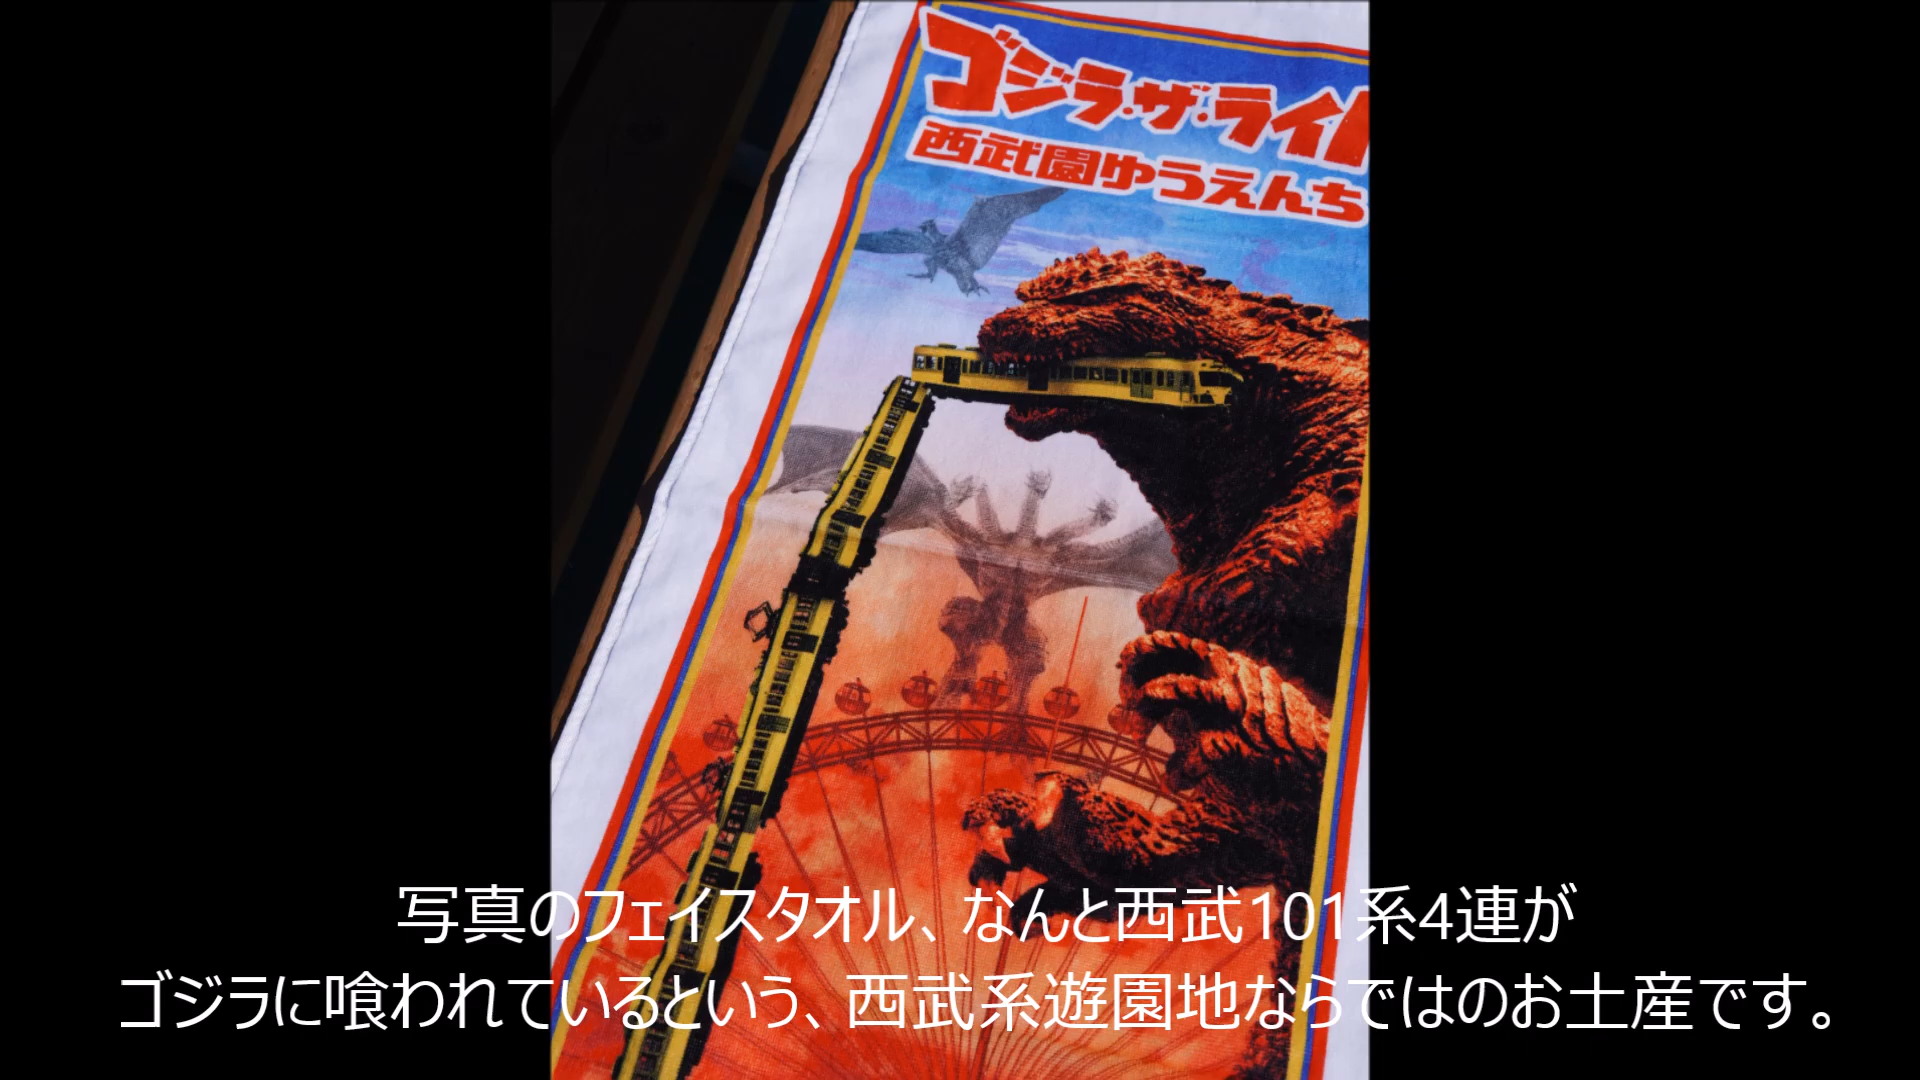 ゴジラ・ザ・ライ
西武園ゆうえんち
写真のフェイスタオル、なんと西武101系4連が
ゴジラに喰われているという、西武系遊園地ならではのお土産です。